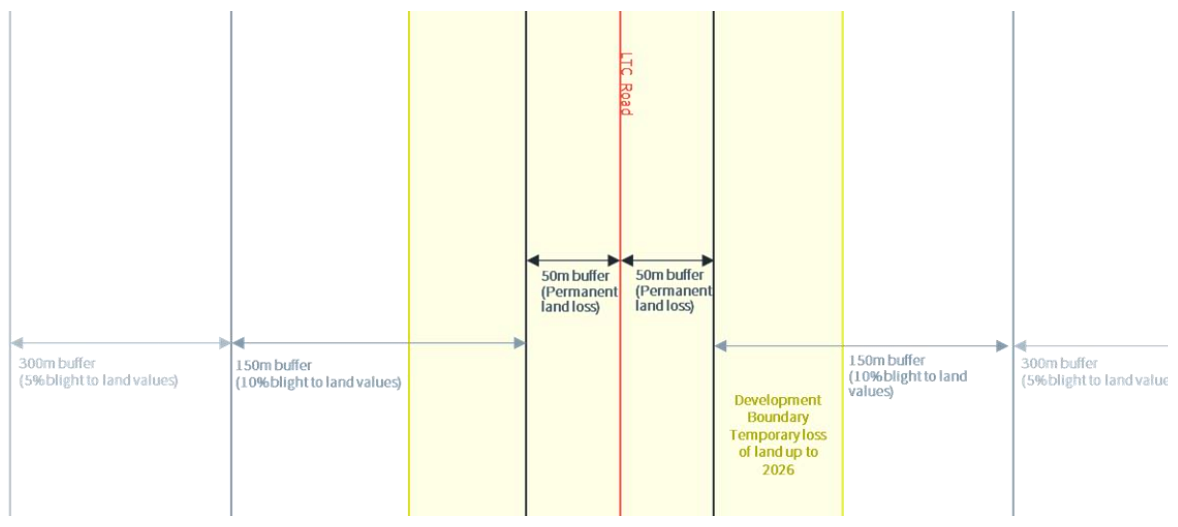 LTC Road
50m buffer
(Permanent
land loss)
50m buffer
(Permanent
land loss)
300m buffer
(5% blight to land values)
150m buffer
(10% blight to land values)
150m buffer
(10% blight to land
values)
300m buffer
(5% blight to land value
Development
Boundary
Temporary loss
of land up to
2026